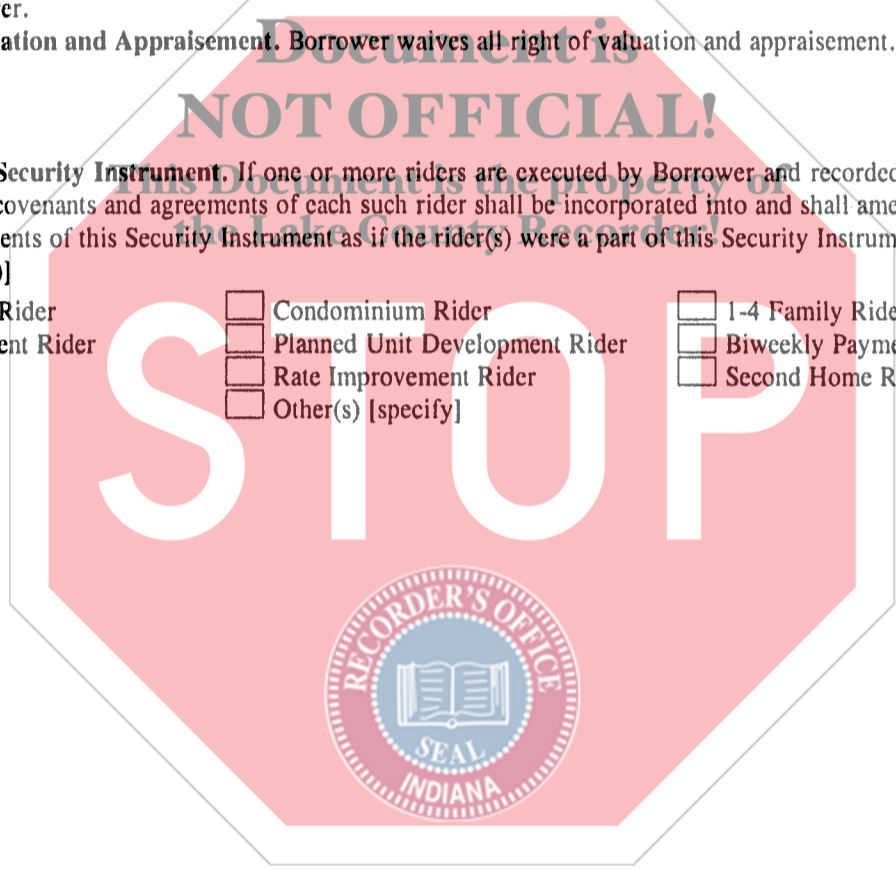 er.
ation and Appraisement. Borrower waives all right of valuation and appraisement.
Document is
NOT OFFICIAL!
Security Instrument. If one or more riders are executed by Borrower and recorded
This Document is the property of
covenants and agreements of each such rider shall be incorporated into and shall ame
the Lake County Recorder!
ents of this Security Instrument as if the rider(s) were a part of this Security Instrum
)]
Rider Condominium Rider 1-4 Family Ride
ent Rider Planned Unit Development Rider Biweekly Payme
Rate Improvement Rider Second Home R
Other(s) [specify]
STOP
RECORDER'S OFFICE
SEAL
INDIANA